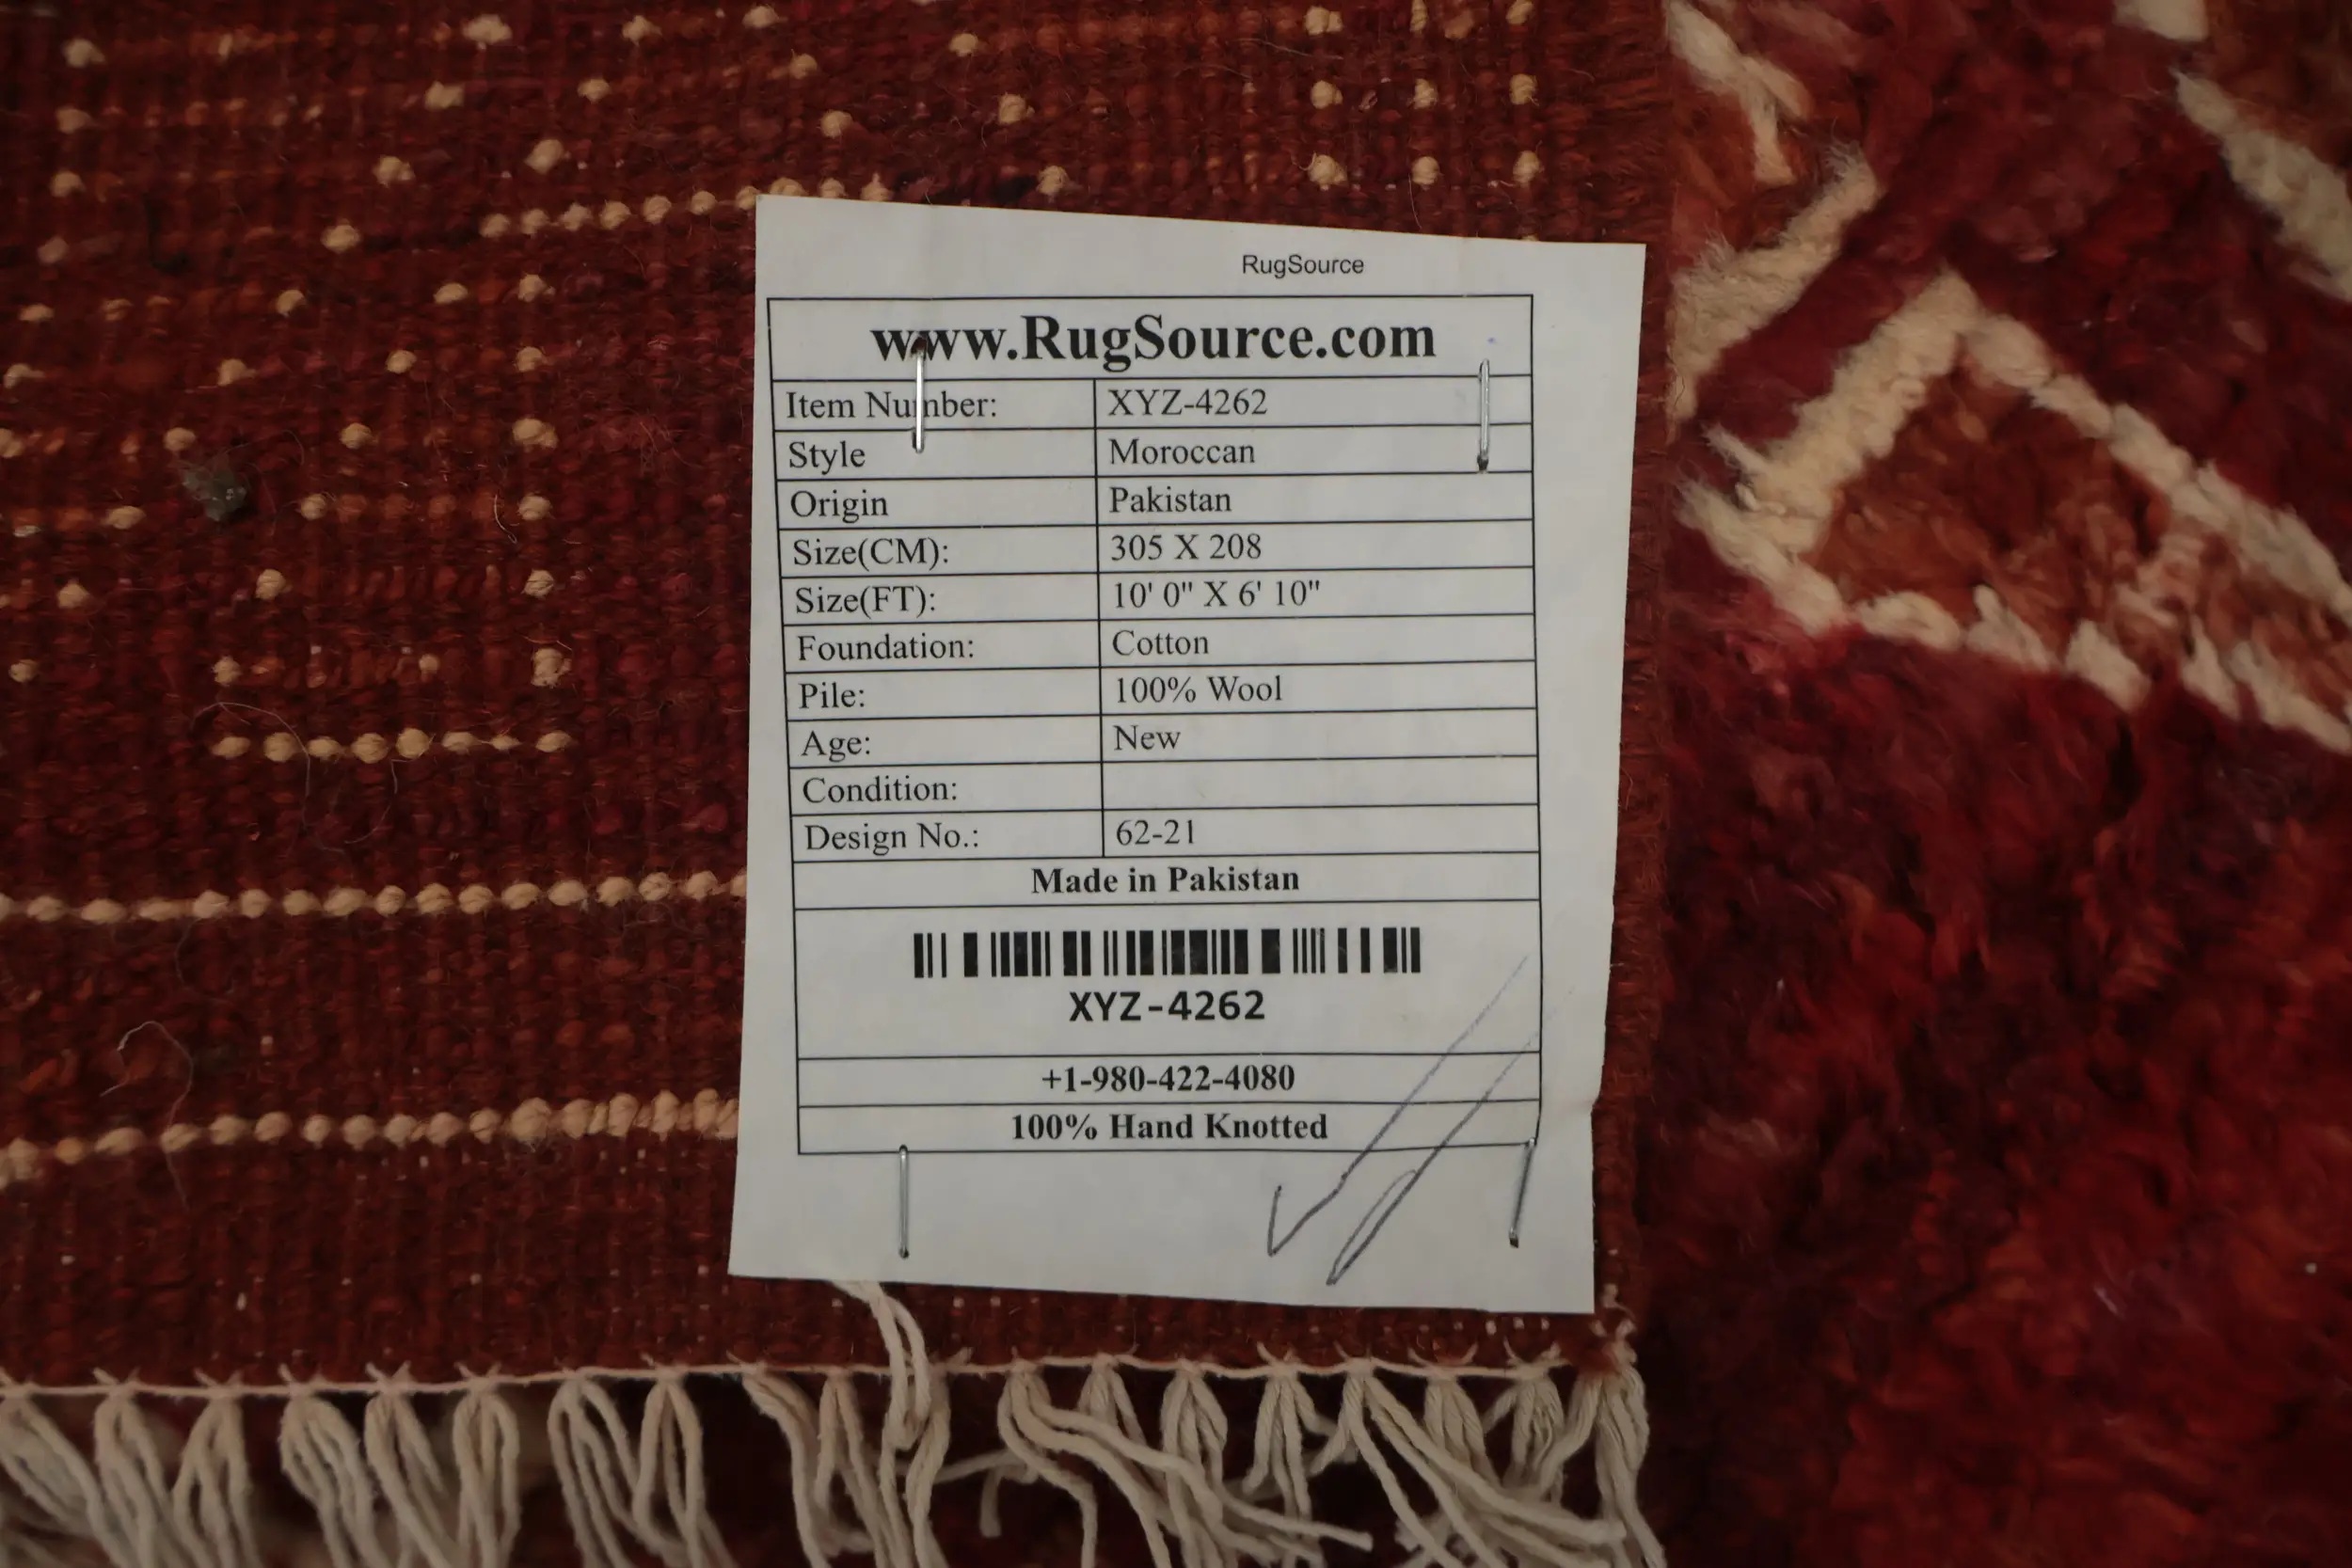 RugSource
www.RugSource.com
Item Number: XYZ-4262
Style Moroccan
Origin Pakistan
Size(CM): 305 X 208
Size(FT): 10' 0" X 6' 10"
Foundation: Cotton
Pile: 100% Wool
Age: New
Condition:
Design No.: 62-21
Made in Pakistan
XYZ-4262
+1-980-422-4080
100% Hand Knotted